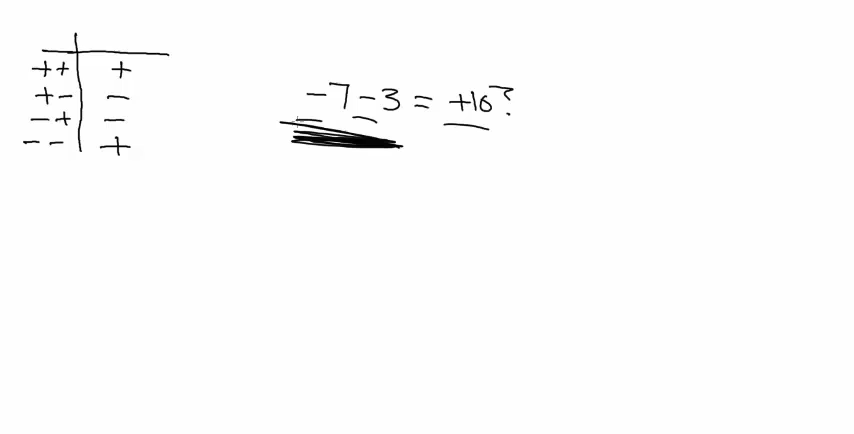 ++ +
+- -
-+ -
-- +
-7-3 = +10?